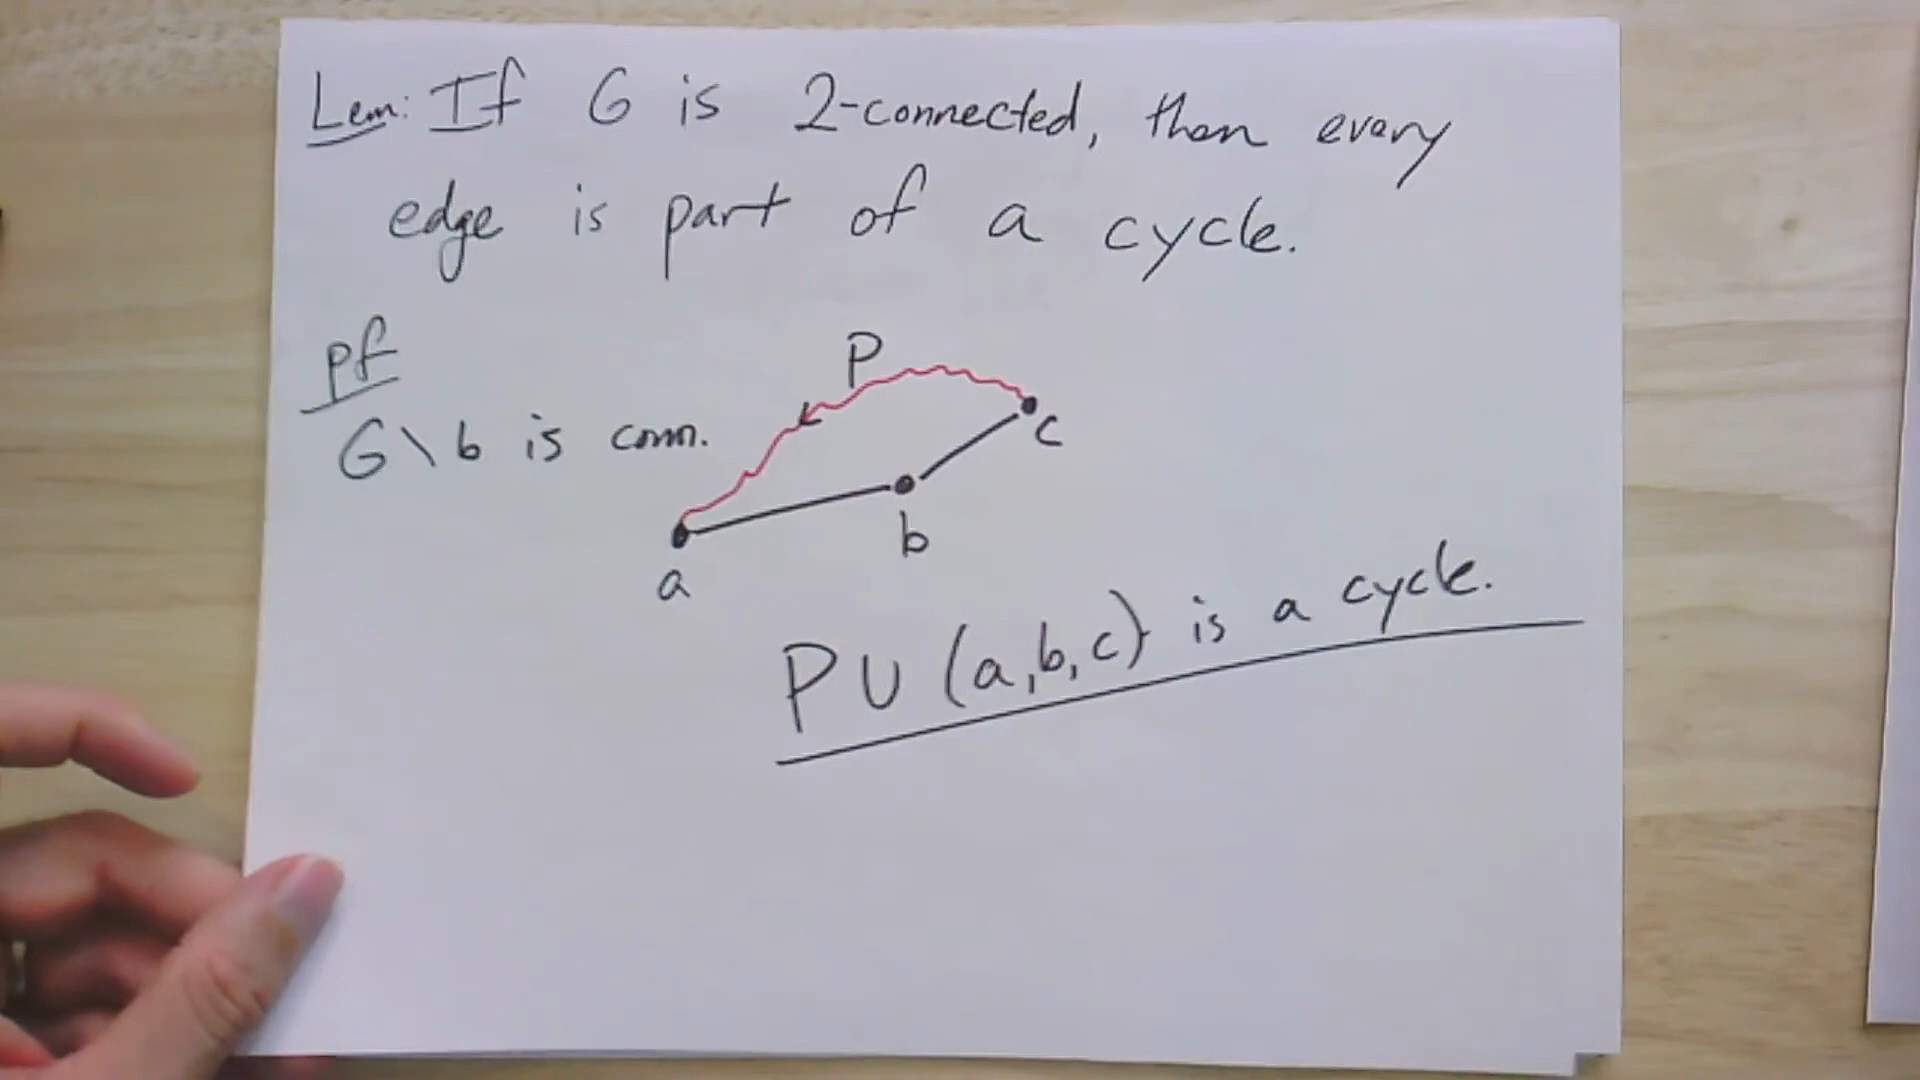 Lem: If G is 2-connected, then every
edge is part of a cycle.
pf
P
G\b is conn.
c
b
a
P U (a,b,c) is a cycle.